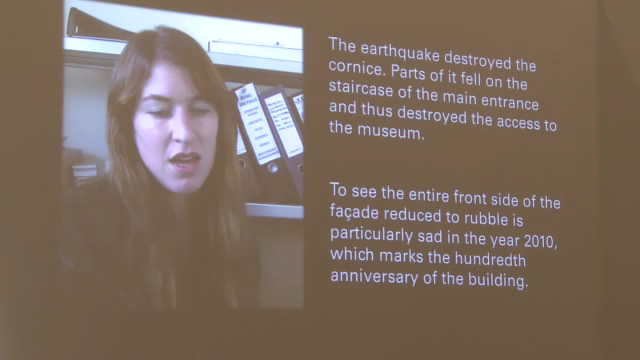 The earthquake destroyed the
cornice. Parts of it fell on the
staircase of the main entrance
and thus destroyed the access to
the museum.
To see the entire front side of the
façade reduced to rubble is
particularly sad in the year 2010,
which marks the hundredth
anniversary of the building.